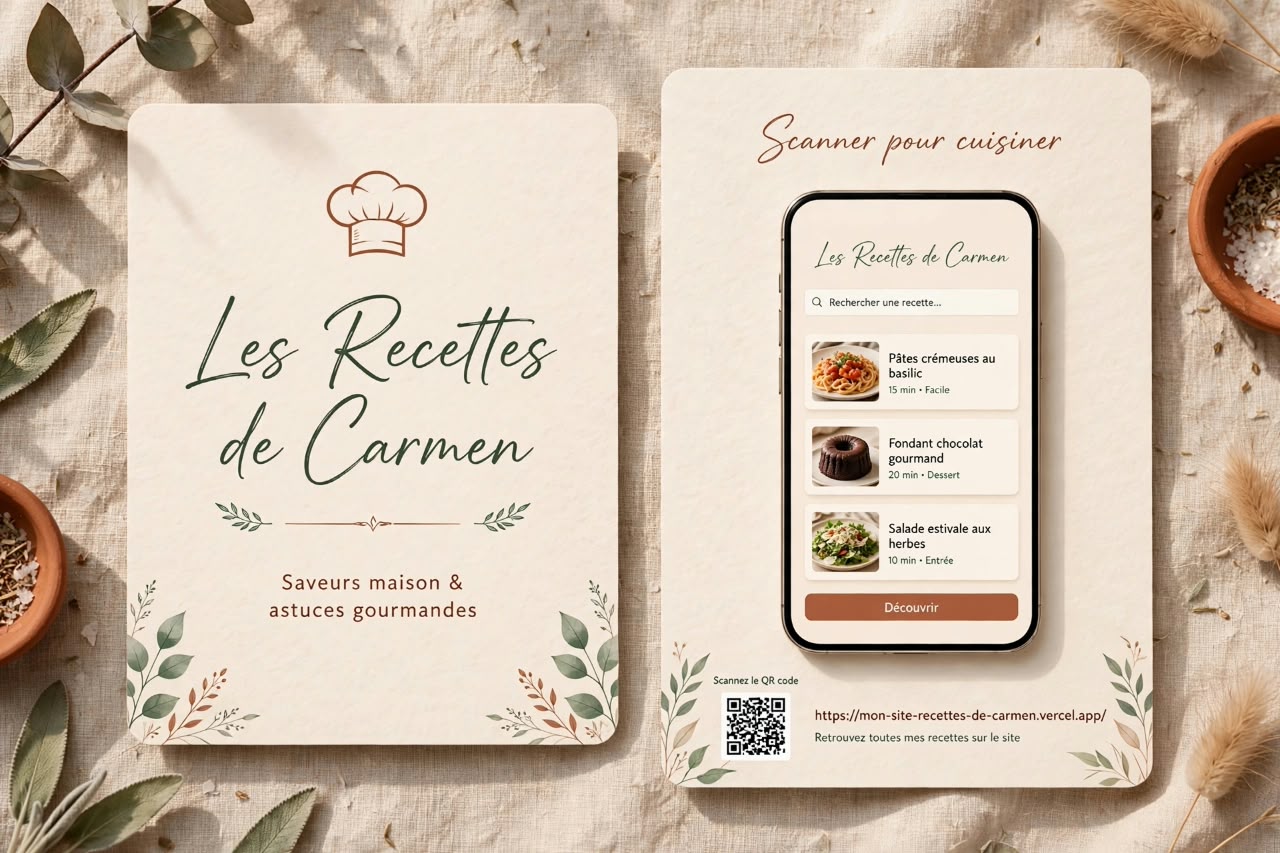 Les Recettes
de Carmen
Saveurs maison &
astuces gourmandes
Scanner pour cuisiner
Les Recettes de Carmen
Rechercher une recette...
Pâtes crémeuses au
basilic
15 min • Facile
Fondant chocolat
gourmand
20 min • Dessert
Salade estivale aux
herbes
10 min • Entrée
Découvrir
Scannez le QR code
https://mon-site-recettes-de-carmen.vercel.app/
Retrouvez toutes mes recettes sur le site